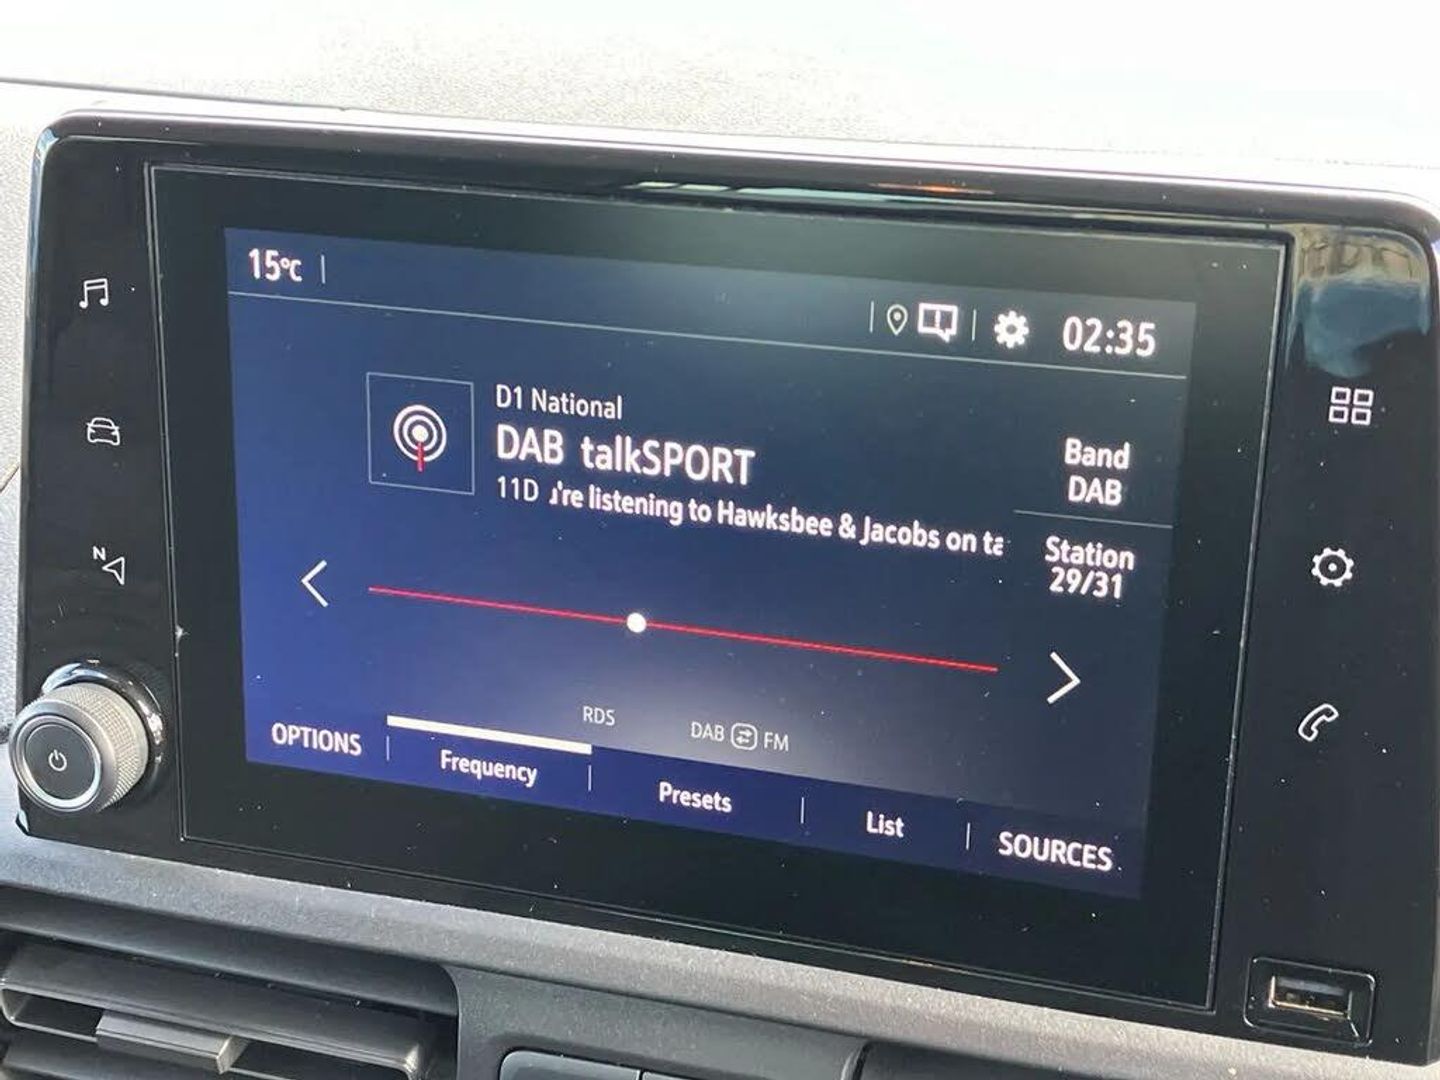 15°C
02:35
D1 National
DAB talkSPORT
11D 're listening to Hawksbee & Jacobs on ta
Band
DAB
Station
29/31
N
RDS
DAB FM
OPTIONS
Frequency
Presets
List
SOURCES